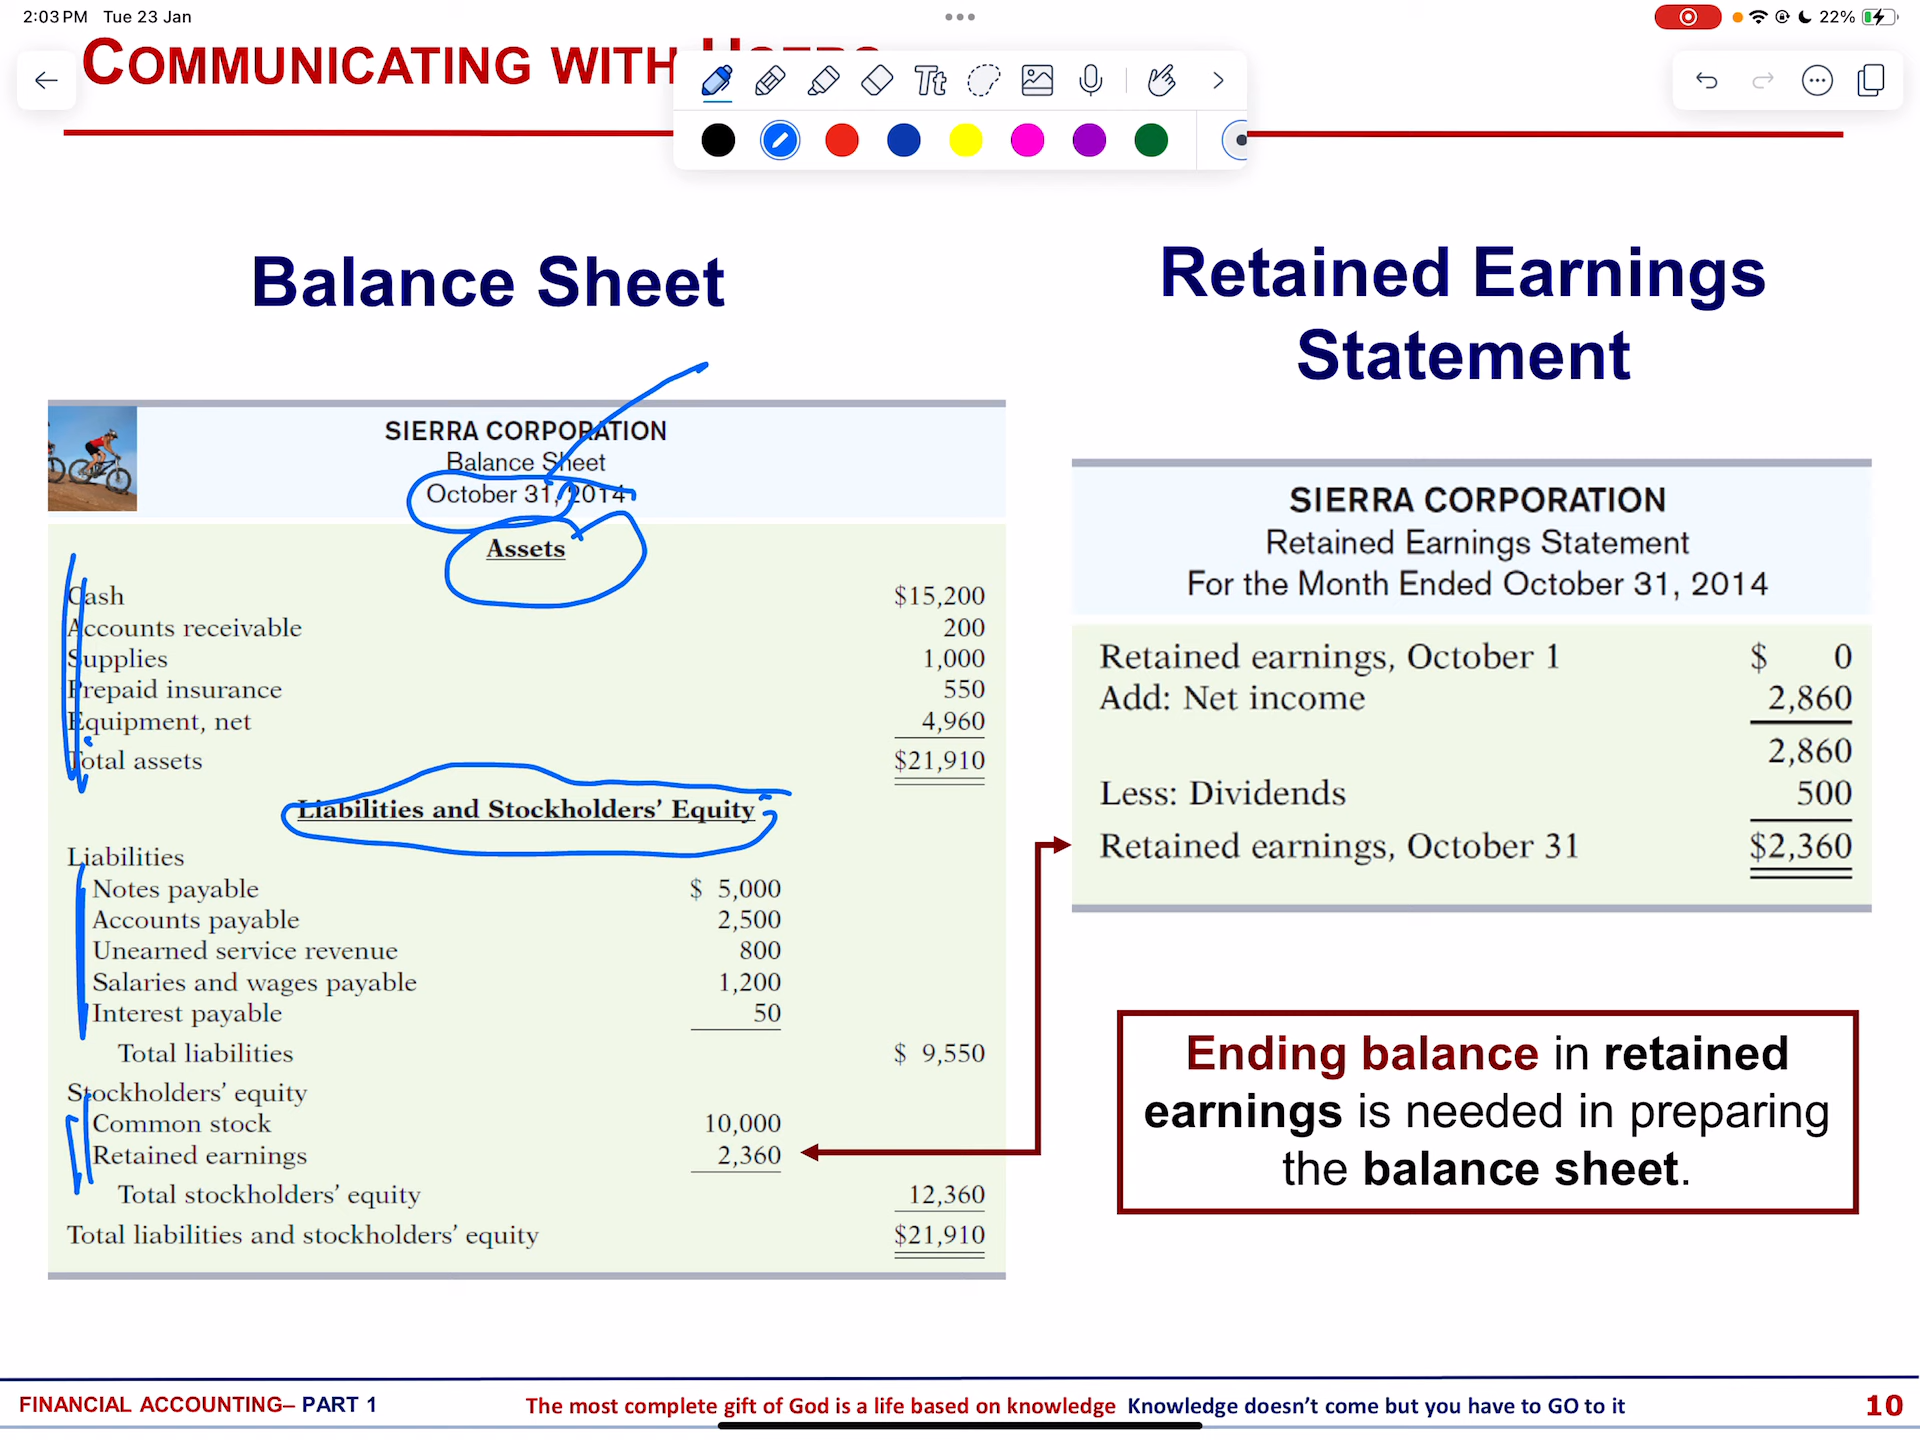 2:03 PM Tue 23 Jan
22%
COMMUNICATING WITH
Balance Sheet
SIERRA CORPORATION
Balance Sheet
October 31, 2014
Assets
Cash $15,200
Accounts receivable 200
Supplies 1,000
Prepaid insurance 550
Equipment, net 4,960
Total assets $21,910
Liabilities and Stockholders' Equity
Liabilities
Notes payable $ 5,000
Accounts payable 2,500
Unearned service revenue 800
Salaries and wages payable 1,200
Interest payable 50
Total liabilities $ 9,550
Stockholders' equity
Common stock 10,000
Retained earnings 2,360
Total stockholders' equity 12,360
Total liabilities and stockholders' equity $21,910
Retained Earnings
Statement
SIERRA CORPORATION
Retained Earnings Statement
For the Month Ended October 31, 2014
Retained earnings, October 1 $ 0
Add: Net income 2,860
2,860
Less: Dividends 500
Retained earnings, October 31 $2,360
Ending balance in retained
earnings is needed in preparing
the balance sheet.
FINANCIAL ACCOUNTING– PART 1 The most complete gift of God is a life based on knowledge Knowledge doesn't come but you have to GO to it 10